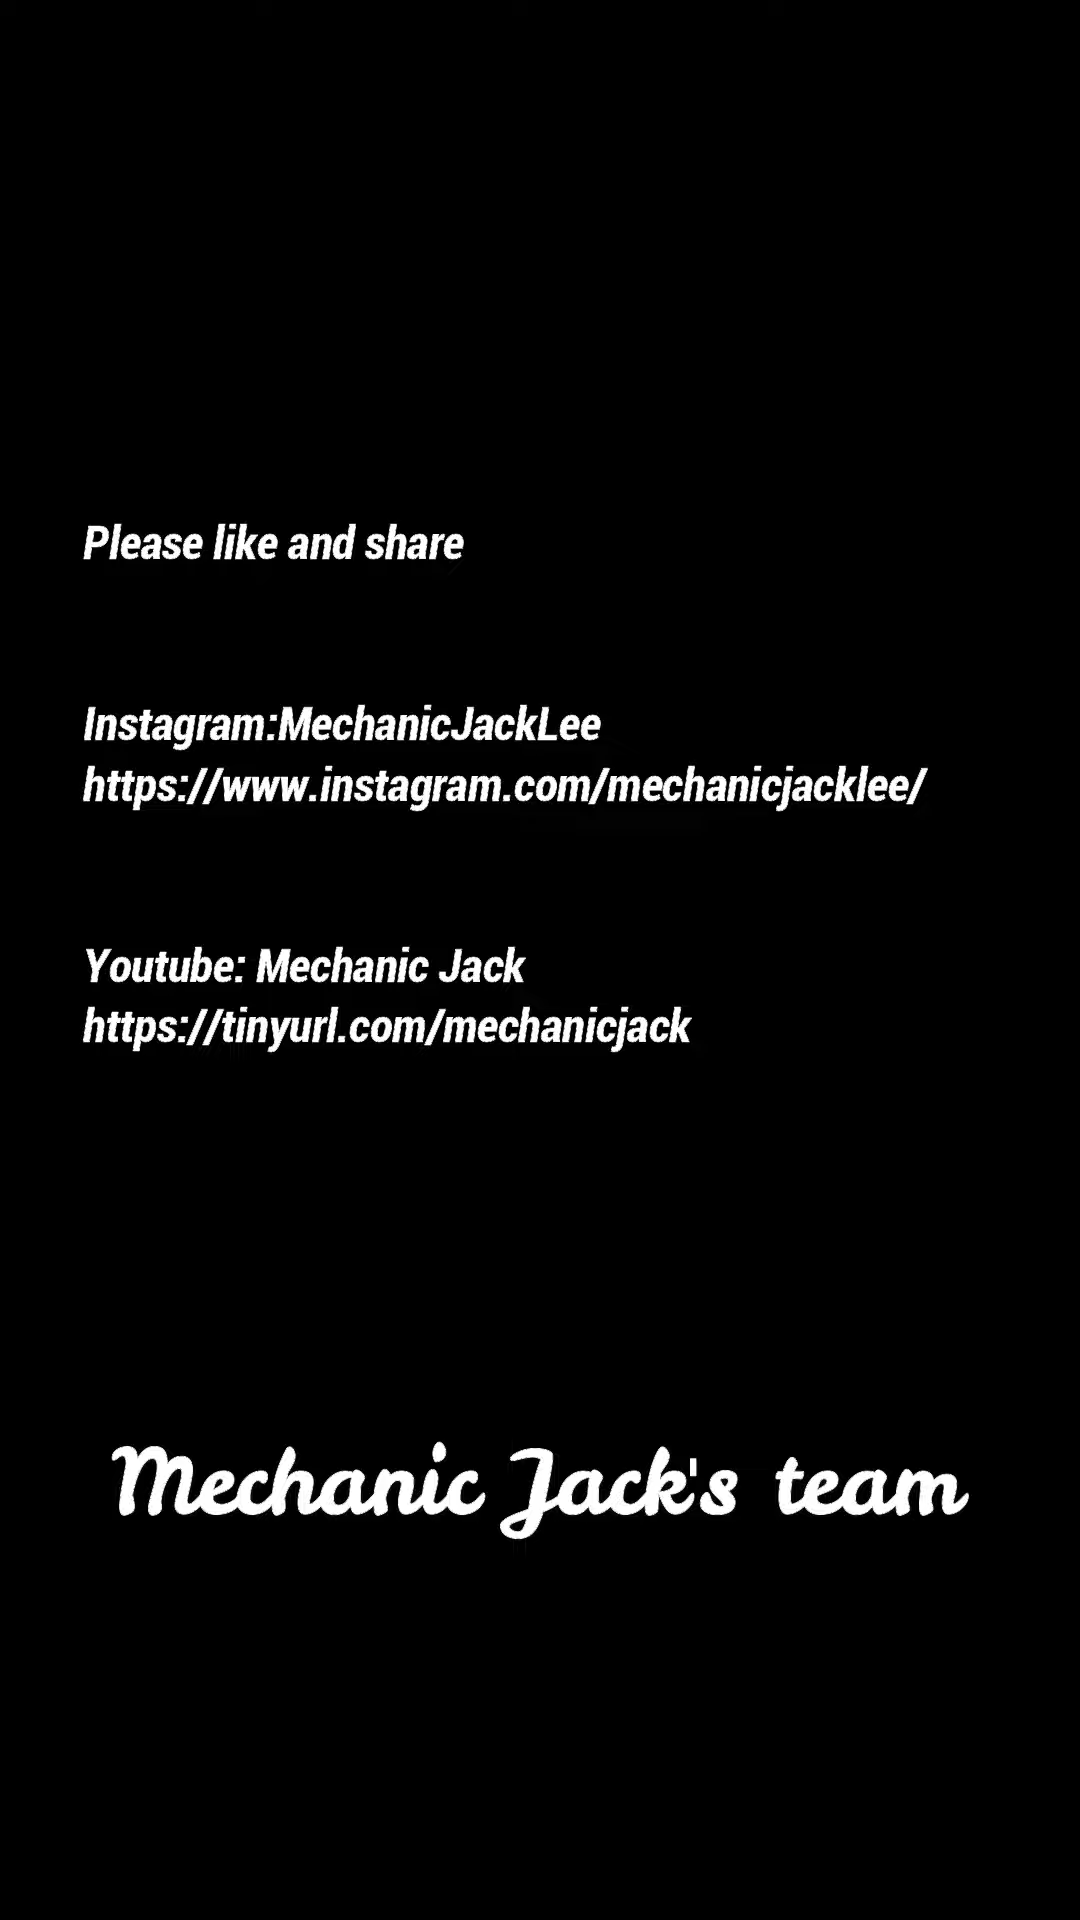 Please like and share
Instagram:MechanicJackLee
https://www.instagram.com/mechanicjacklee/
Youtube: Mechanic Jack
https://tinyurl.com/mechanicjack
Mechanic Jack's team